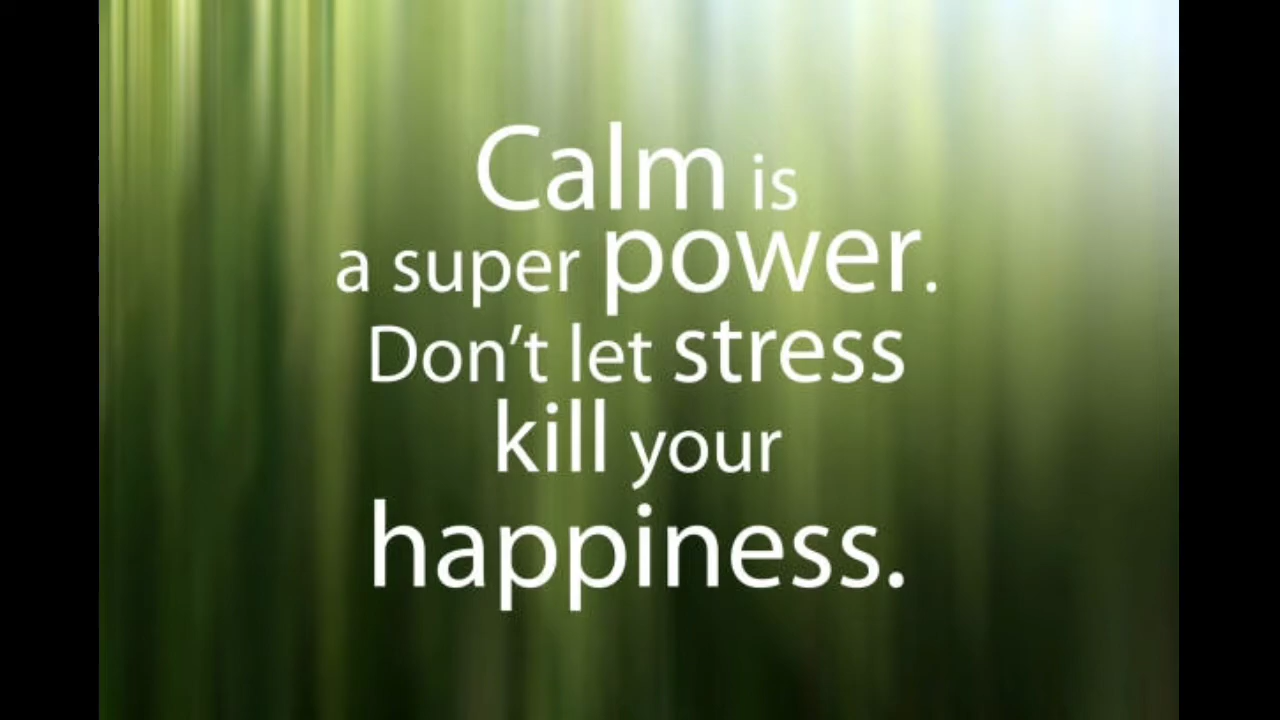 Calm is
a super power.
Don’t let stress
kill your
happiness.